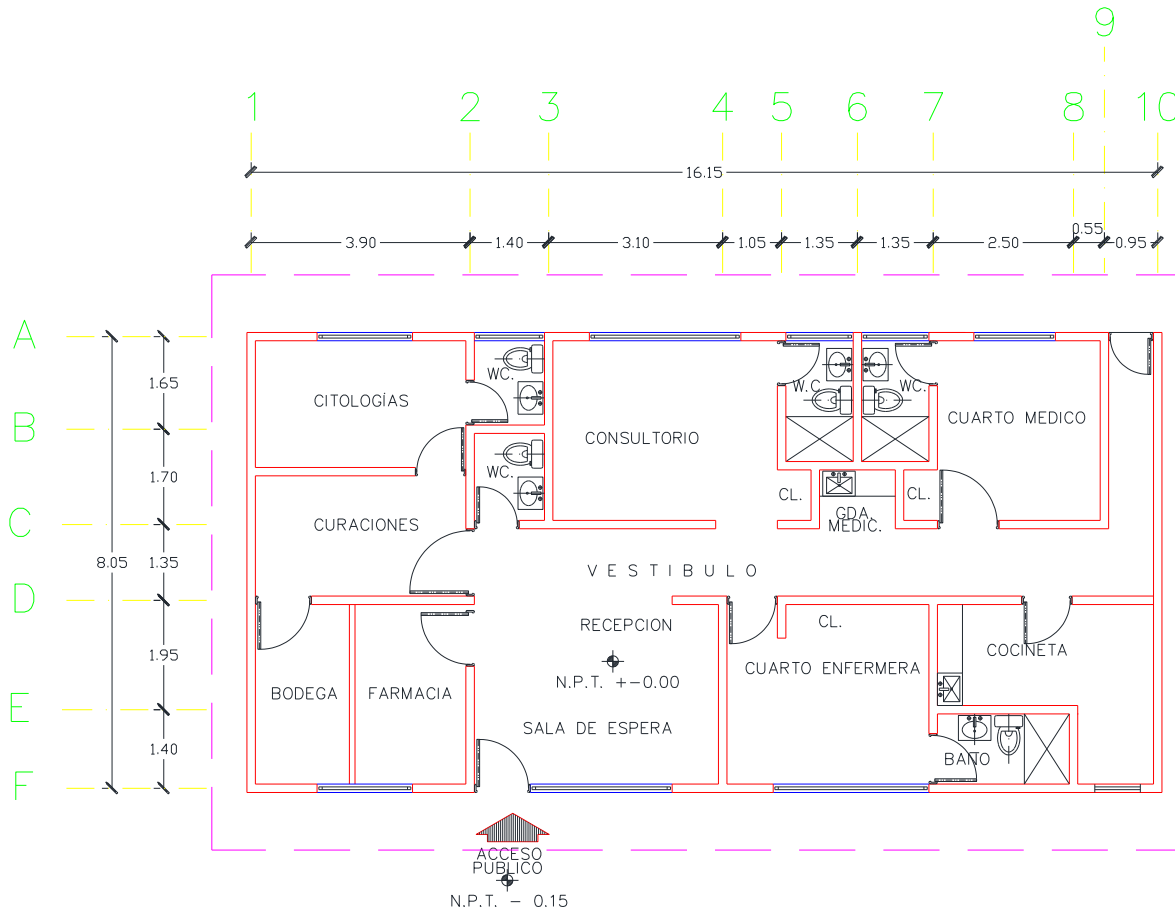 9
1 2 3 4 5 6 7 8 10
16.15
3.90 1.40 3.10 1.05 1.35 1.35 2.50 0.55 0.95
A
B
C
D
E
F
8.05
1.65
1.70
1.35
1.95
1.40
CITOLOGÍAS
WC.
CONSULTORIO
W.C
WC.
CUARTO MEDICO
WC.
CURACIONES
CL.
GDA.
MEDIC.
CL.
VESTIBULO
RECEPCION
N.P.T. +-0.00
SALA DE ESPERA
BODEGA
FARMACIA
CL.
CUARTO ENFERMERA
COCINETA
BAÑO
ACCESO
PUBLICO
N.P.T. - 0.15